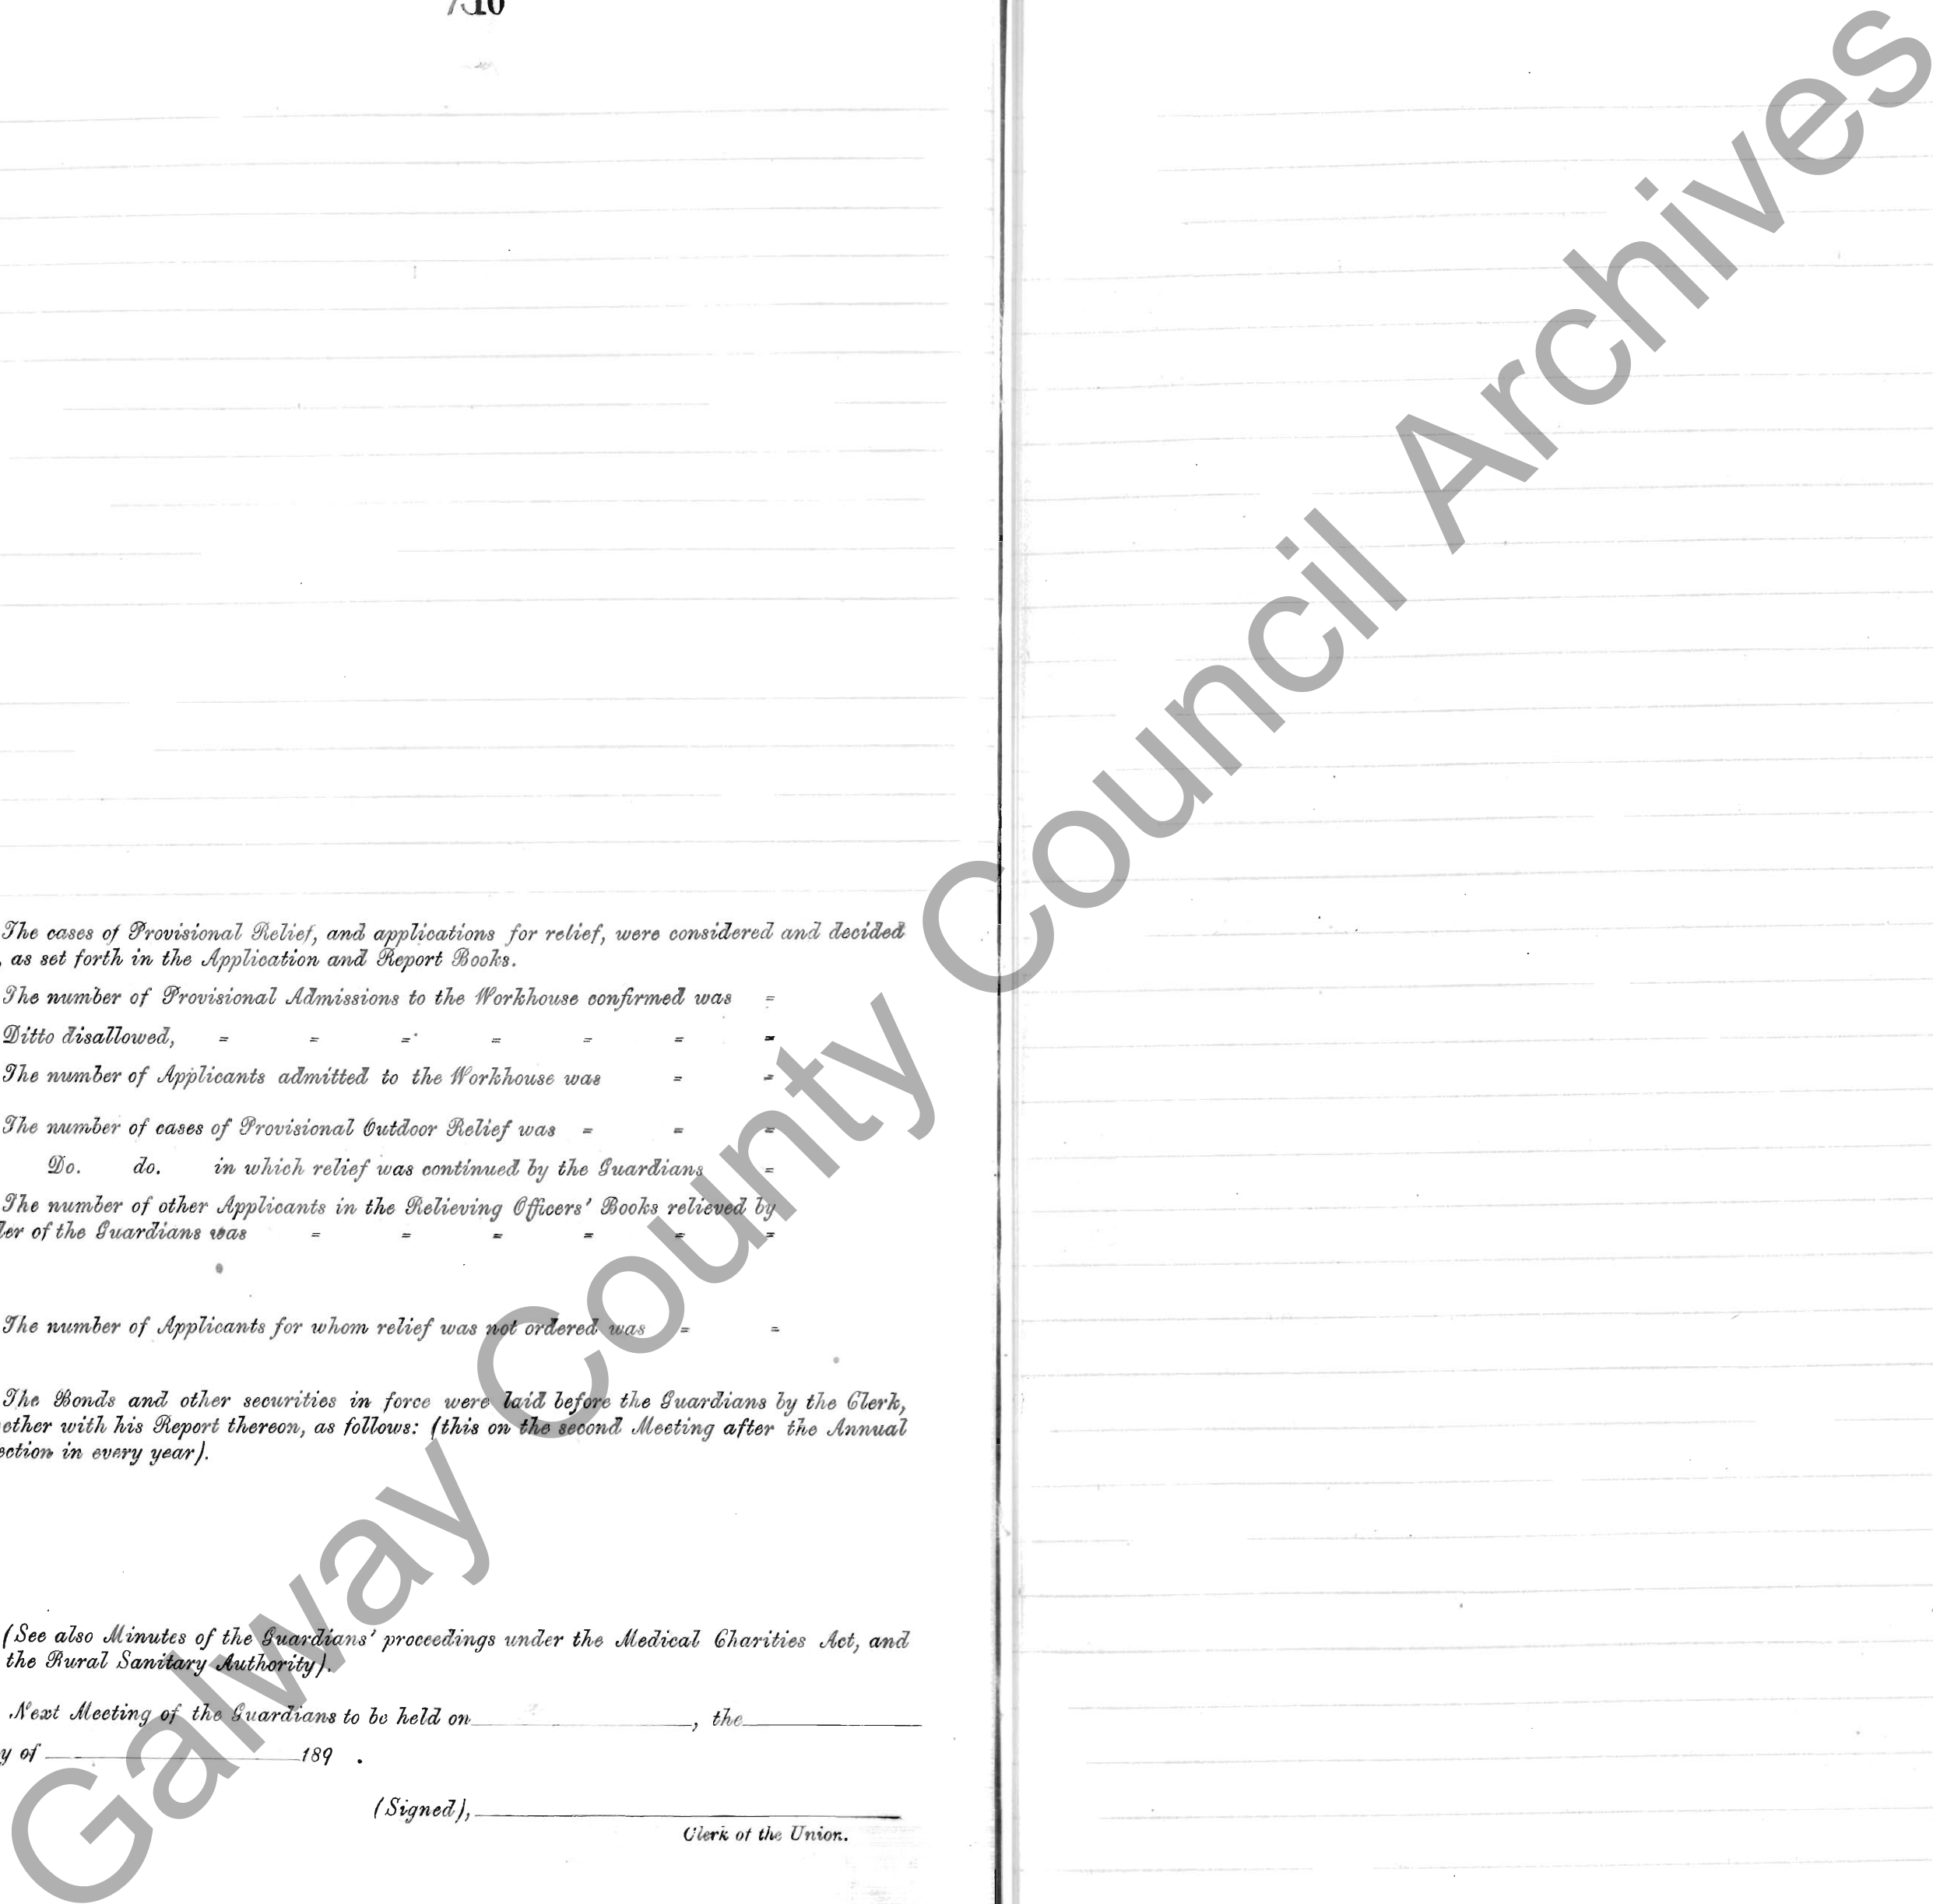 The cases of Provisional Relief, and applications for relief, were considered and decided
, as set forth in the Application and Report Books.
The number of Provisional Admissions to the Workhouse confirmed was =
Ditto disallowed, = = = = = = =
The number of Applicants admitted to the Workhouse was = =
The number of cases of Provisional Outdoor Relief was = = =
Do. do. in which relief was continued by the Guardians =
The number of other Applicants in the Relieving Officers' Books relieved by
ler of the Guardians was = = = = = =
The number of Applicants for whom relief was not ordered was = =
The Bonds and other securities in force were laid before the Guardians by the Clerk,
ether with his Report thereon, as follows: (this on the second Meeting after the Annual
ection in every year).
(See also Minutes of the Guardians' proceedings under the Medical Charities Act, and
the Rural Sanitary Authority).
Next Meeting of the Guardians to be held on , the
y of 189 .
(Signed),
Clerk of the Union.
Galway County Council Archives